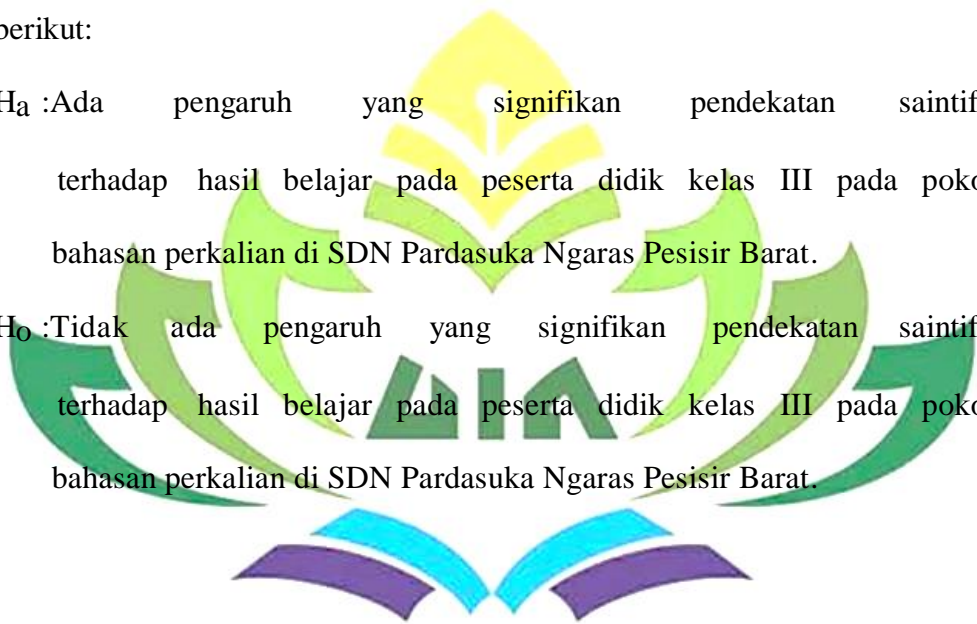 berikut:
Ha :Ada pengaruh yang signifikan pendekatan saintif
terhadap hasil belajar pada peserta didik kelas III pada poko
bahasan perkalian di SDN Pardasuka Ngaras Pesisir Barat.
Ho :Tidak ada pengaruh yang signifikan pendekatan saintif
terhadap hasil belajar pada peserta didik kelas III pada poko
bahasan perkalian di SDN Pardasuka Ngaras Pesisir Barat.